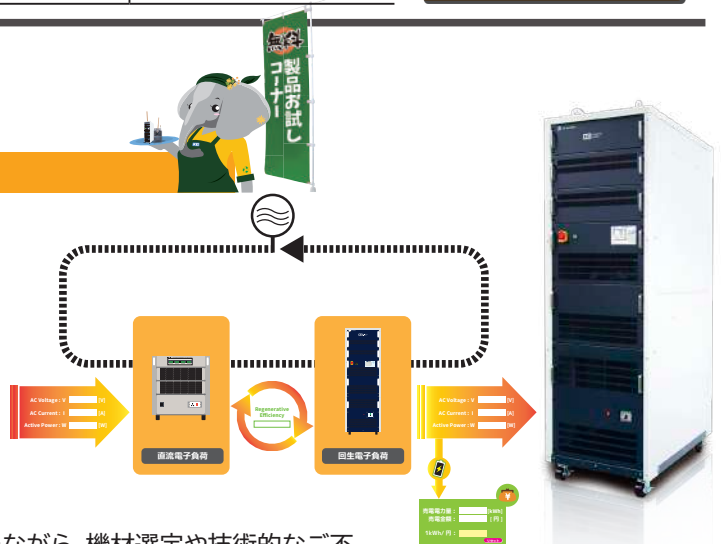 無料
製品お試し
コーナー
AC Voltage : V [V]
AC Current : I [A]
Active Power : W [W]
Regenerative
Efficiency
AC Voltage : V [V]
AC Current : I [A]
Active Power : W [W]
直流電子負荷
回生電子負荷
¥
売電電力量 : [kWh]
売電金額 : [ 円 ]
1kWh/ 円 :
ながら、機材選定や技術的なご不